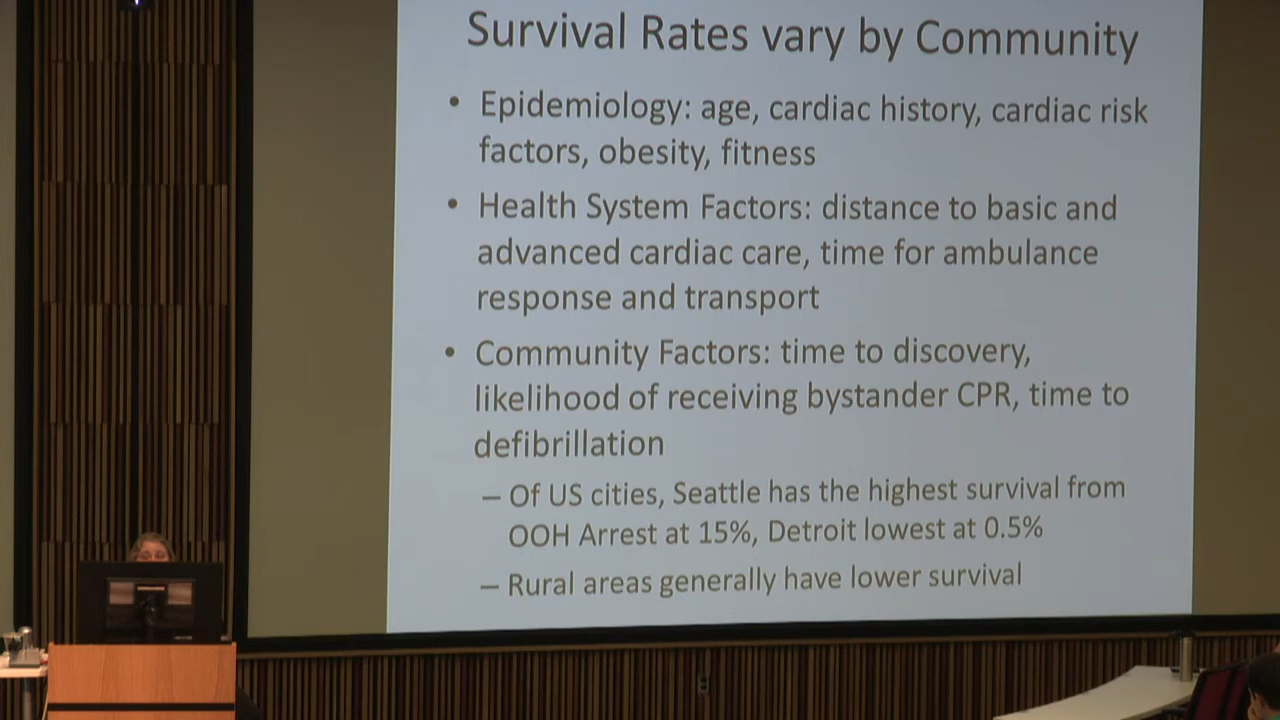 Survival Rates vary by Community
• Epidemiology: age, cardiac history, cardiac risk
factors, obesity, fitness
• Health System Factors: distance to basic and
advanced cardiac care, time for ambulance
response and transport
• Community Factors: time to discovery,
likelihood of receiving bystander CPR, time to
defibrillation
– Of US cities, Seattle has the highest survival from
OOH Arrest at 15%, Detroit lowest at 0.5%
– Rural areas generally have lower survival